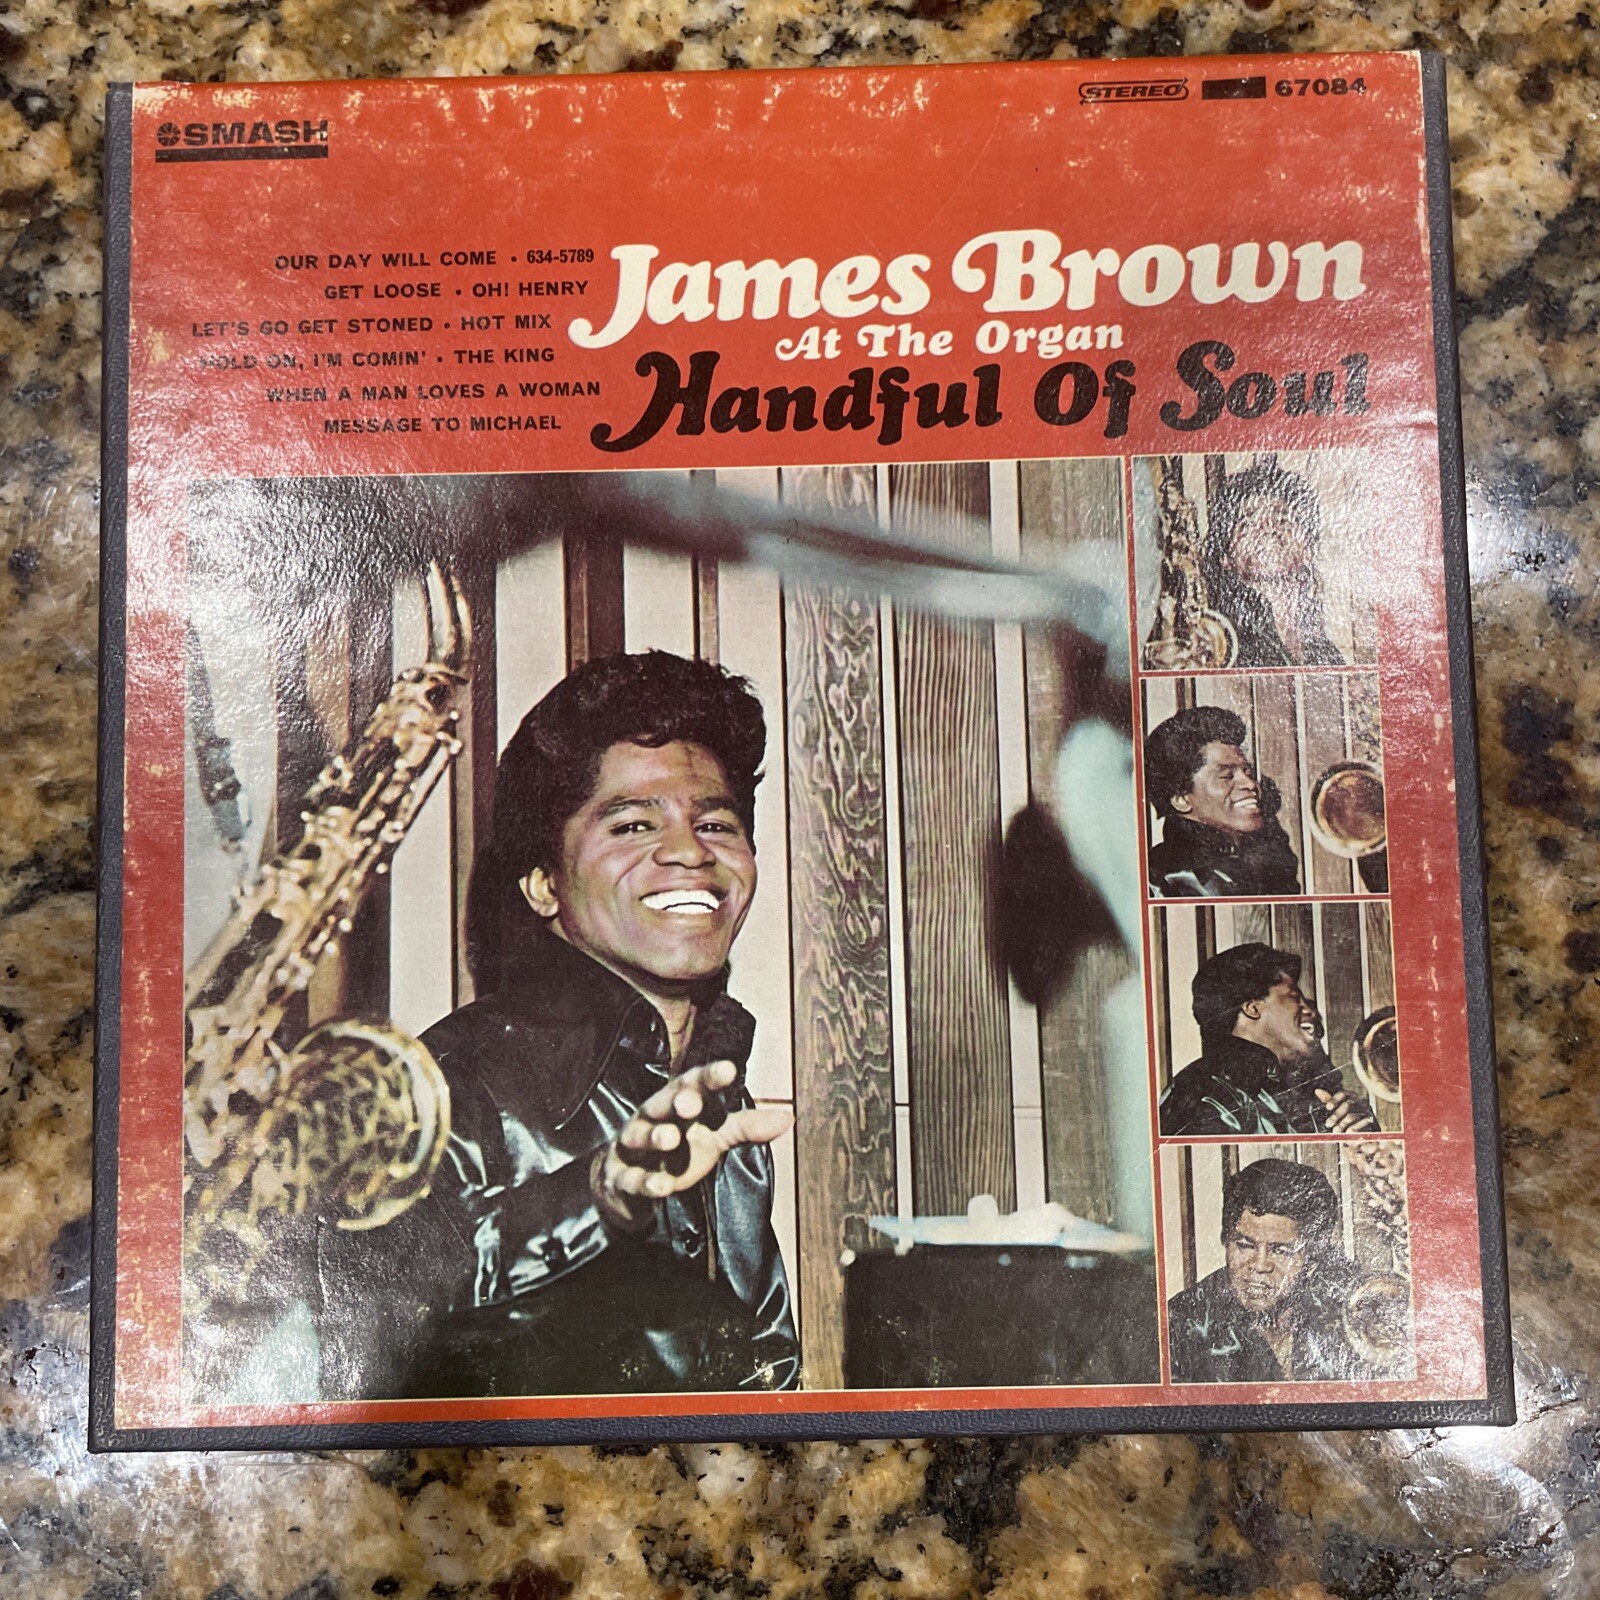 SMASH
STEREO 67084
OUR DAY WILL COME • 634-5789
GET LOOSE • OH! HENRY
LET'S GO GET STONED • HOT MIX
HOLD ON, I'M COMIN' • THE KING
WHEN A MAN LOVES A WOMAN
MESSAGE TO MICHAEL
James Brown
At The Organ
Handful Of Soul